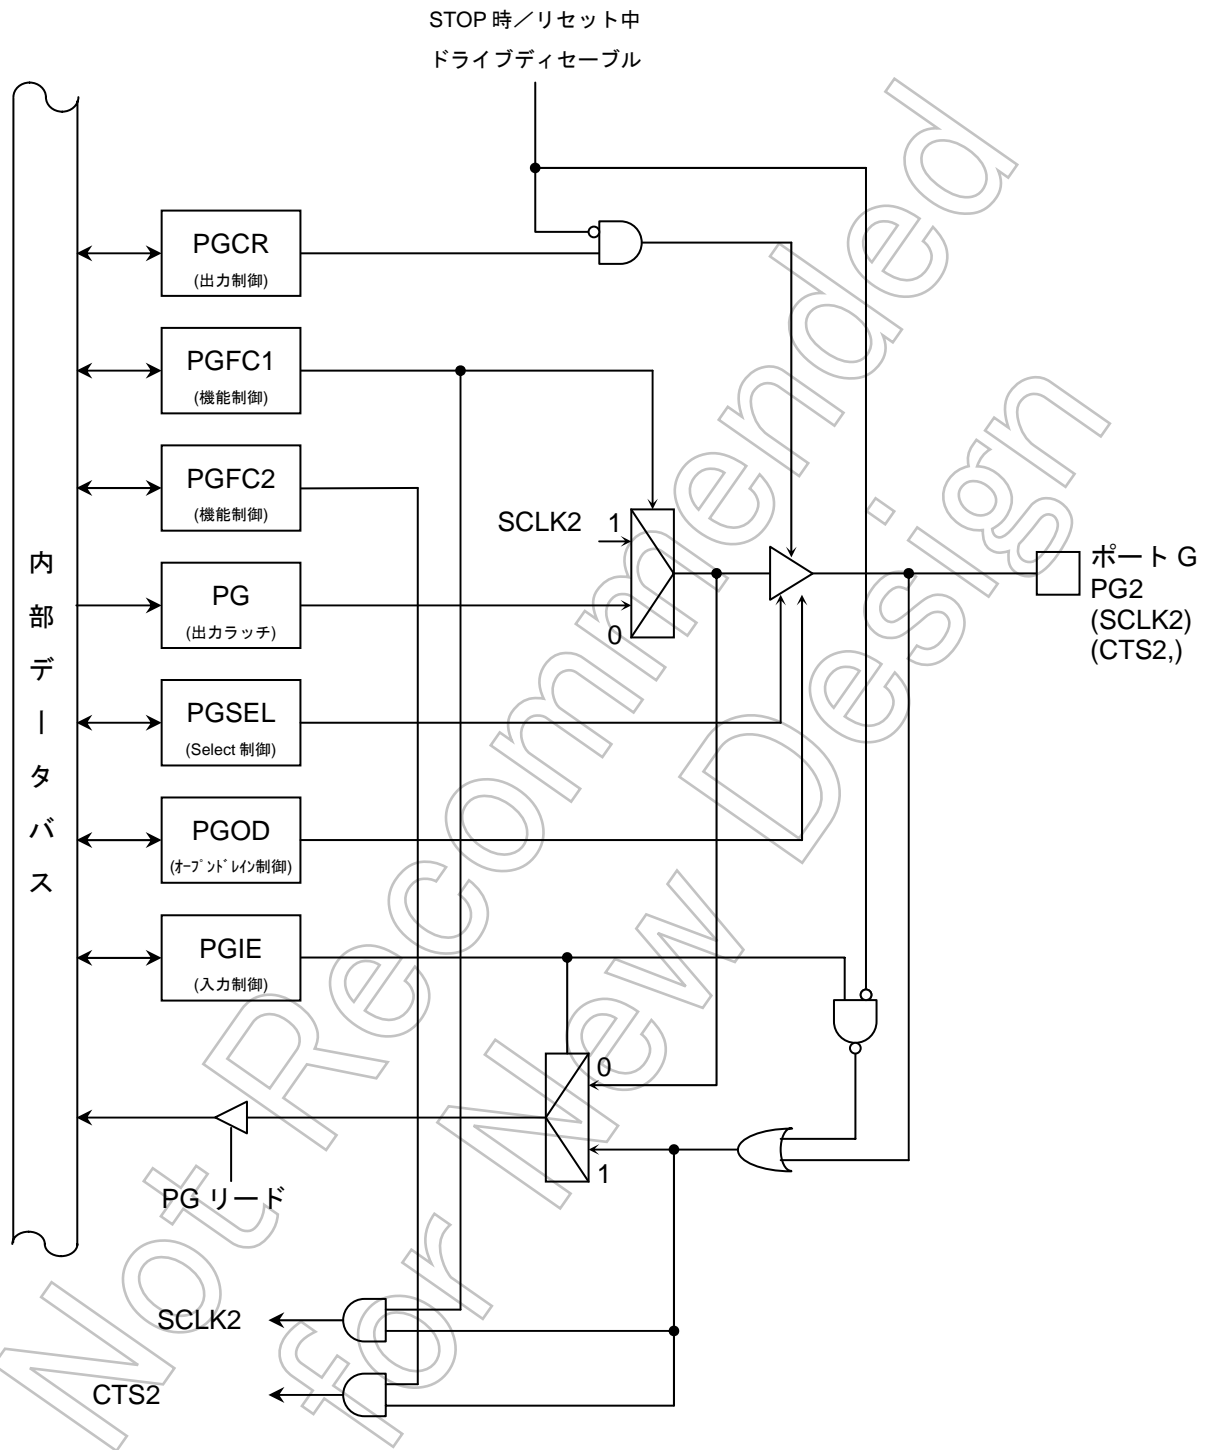 STOP 時／リセット中
ドライブディセーブル
PGCR
(出力制御)
PGFC1
(機能制御)
PGFC2
(機能制御)
SCLK2
1
0
PG
(出力ラッチ)
ポート G
PG2
(SCLK2)
(CTS2,)
内部データバス
PGSEL
(Select 制御)
PGOD
(ｵｰﾌﾟﾝﾄﾞﾚｲﾝ制御)
PGIE
(入力制御)
0
1
PG リード
SCLK2
CTS2
Not Recommended
for New Design